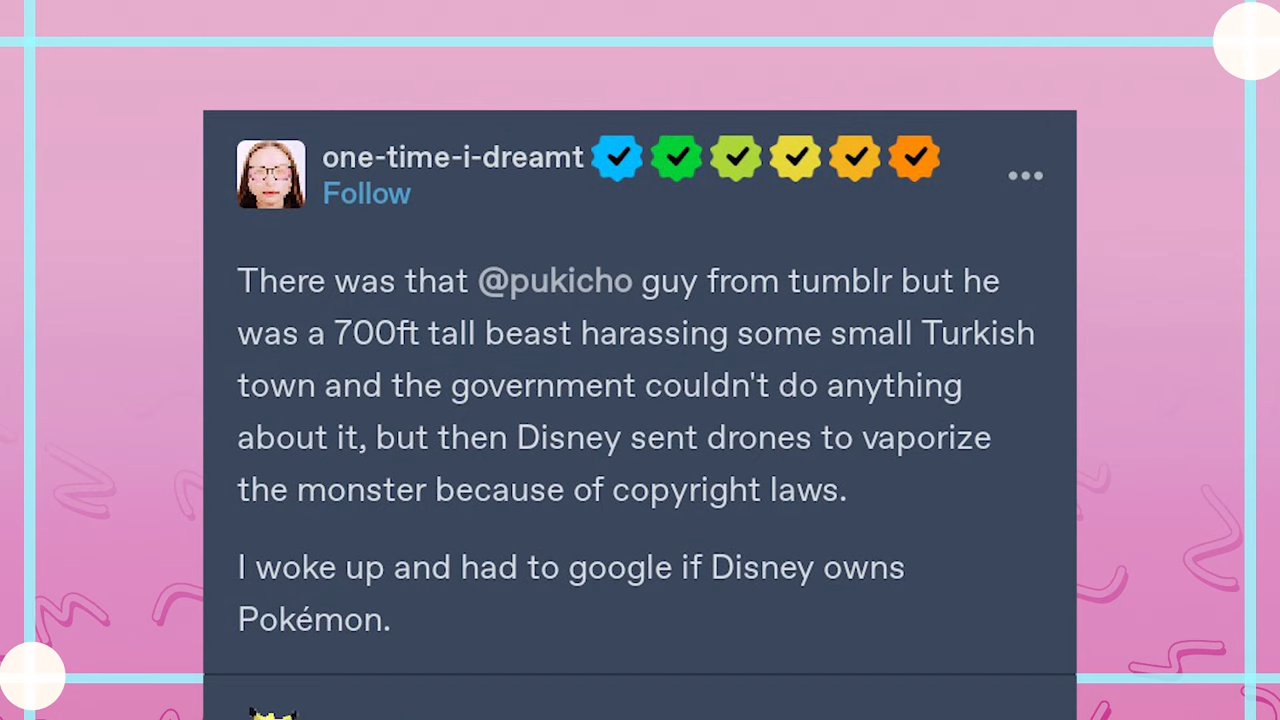 one-time-i-dreamt
Follow
There was that @pukicho guy from tumblr but he
was a 700ft tall beast harassing some small Turkish
town and the government couldn't do anything
about it, but then Disney sent drones to vaporize
the monster because of copyright laws.
I woke up and had to google if Disney owns
Pokémon.